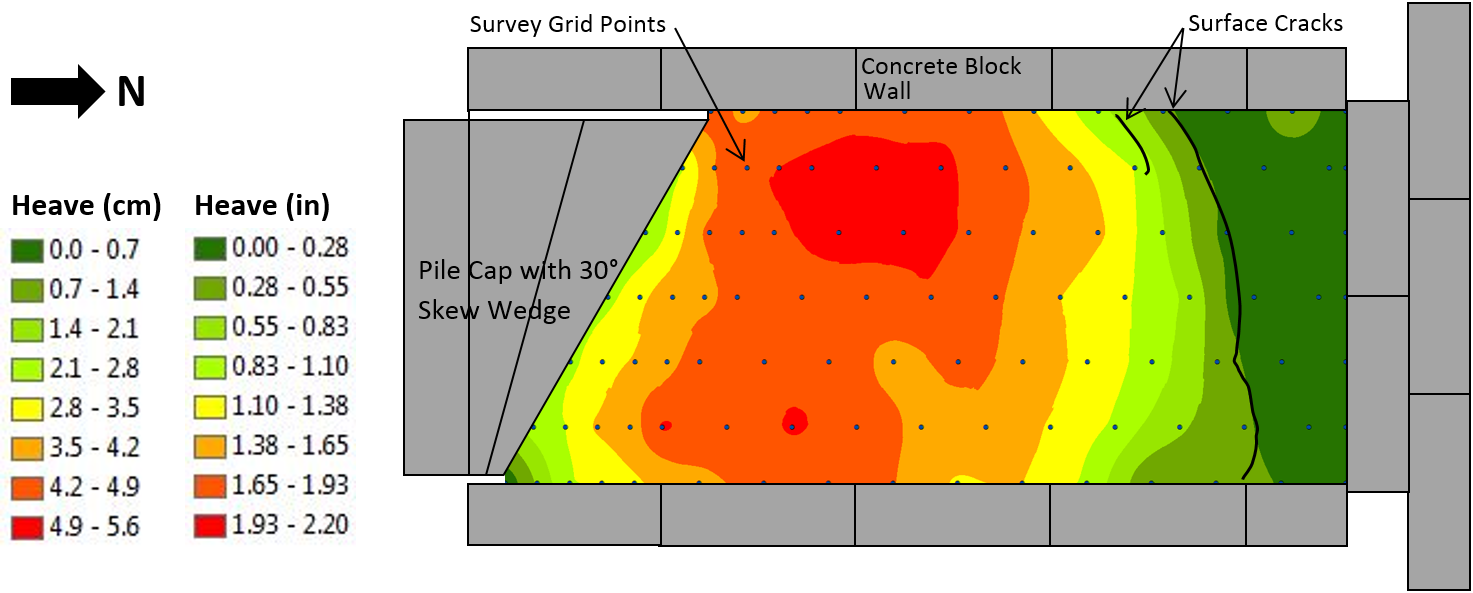 Survey Grid Points
Surface Cracks
Concrete Block
Wall
N
Heave (cm) Heave (in)
0.0 - 0.7 0.00 - 0.28
0.7 - 1.4 0.28 - 0.55
1.4 - 2.1 0.55 - 0.83
2.1 - 2.8 0.83 - 1.10
2.8 - 3.5 1.10 - 1.38
3.5 - 4.2 1.38 - 1.65
4.2 - 4.9 1.65 - 1.93
4.9 - 5.6 1.93 - 2.20
Pile Cap with 30°
Skew Wedge